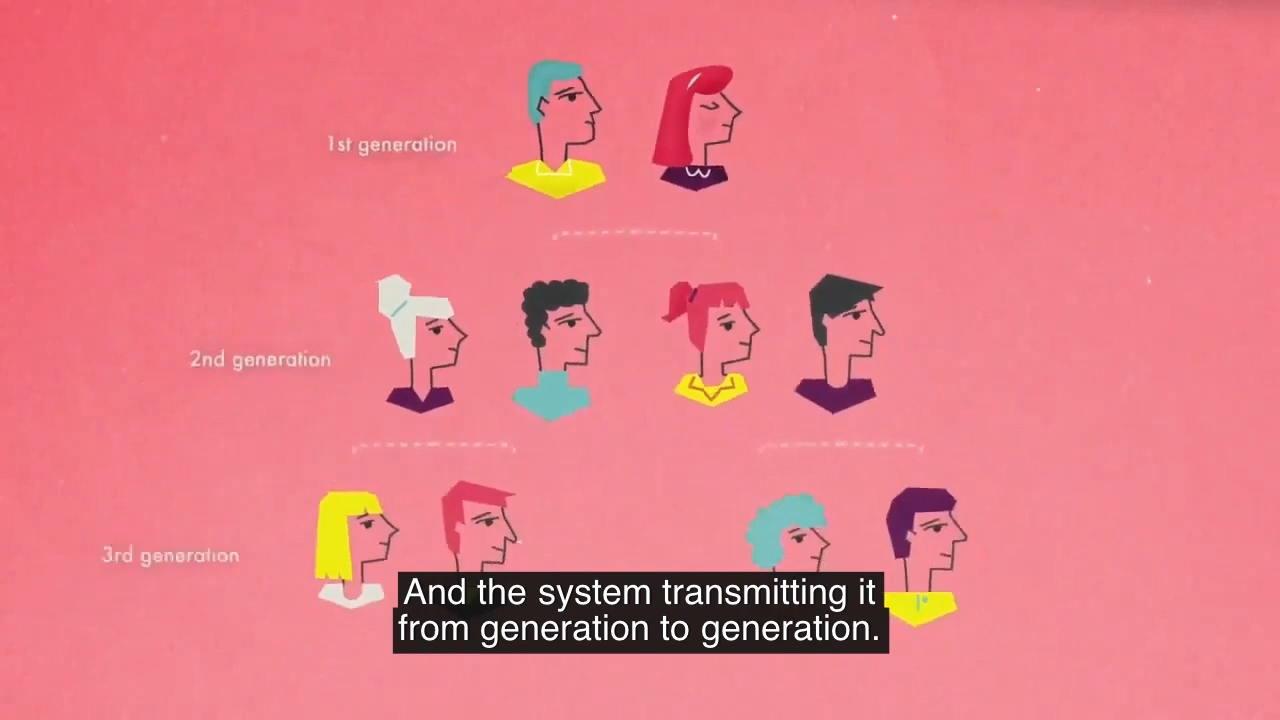 1st generation
2nd generation
3rd generation
And the system transmitting it
from generation to generation.